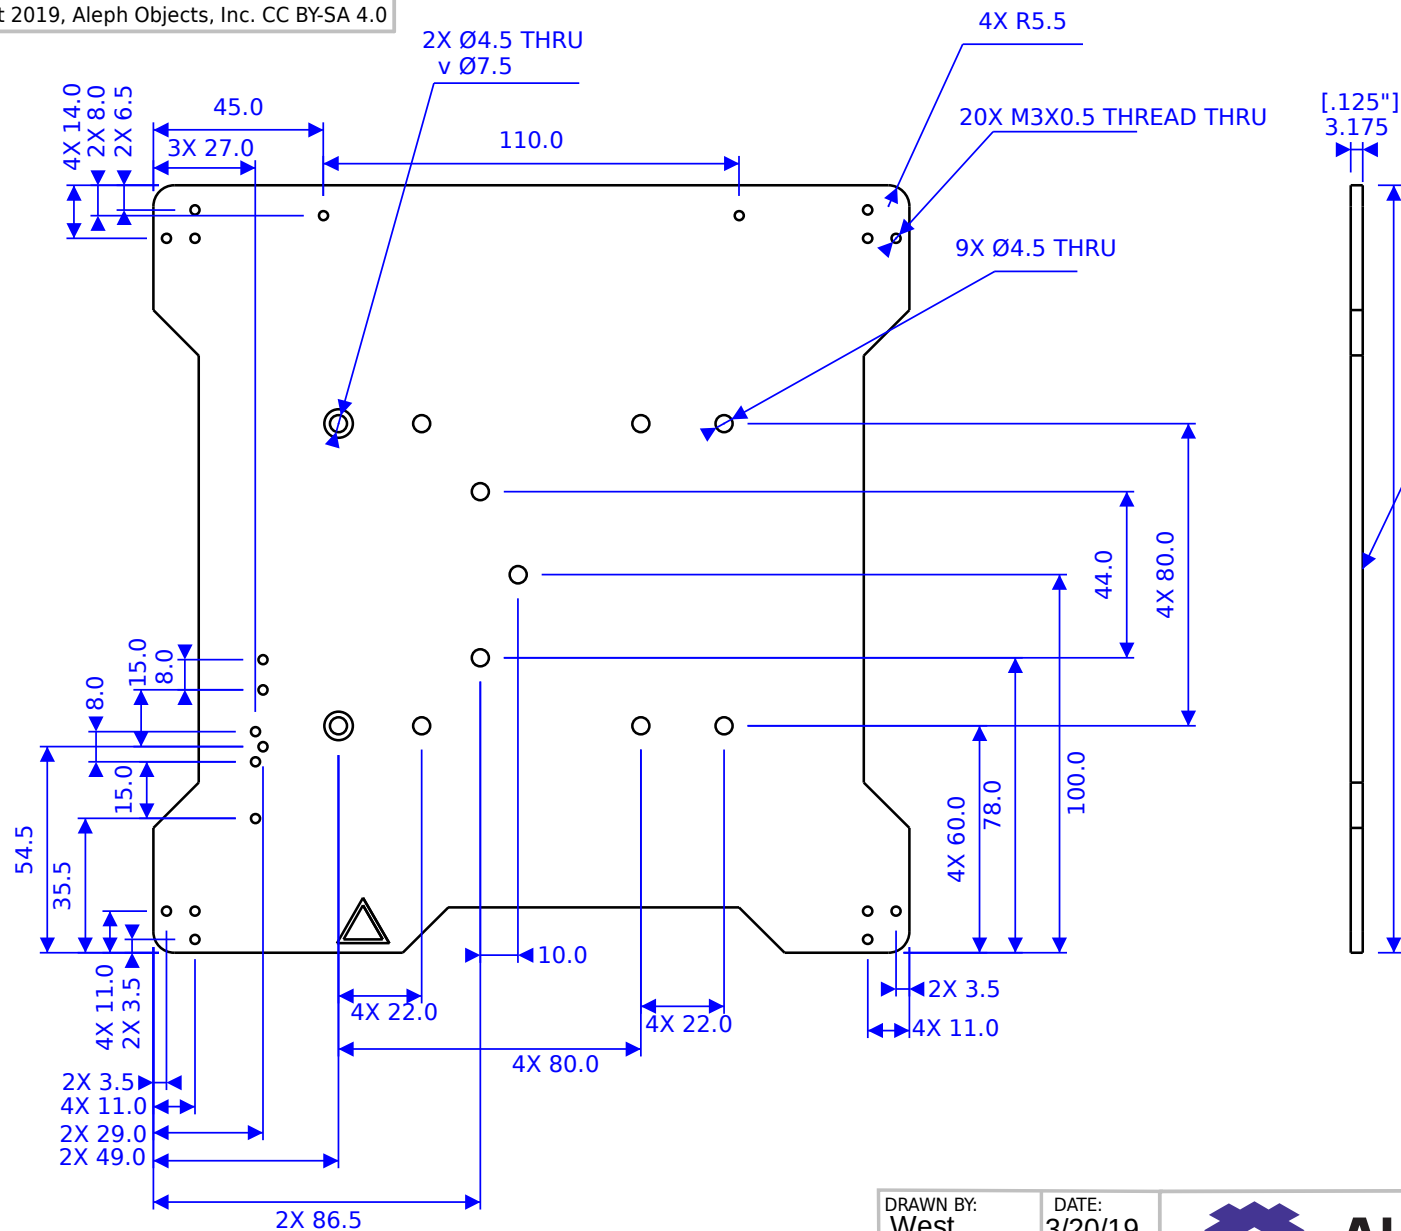 t 2019, Aleph Objects, Inc. CC BY-SA 4.0
4X R5.5
2X Ø4.5 THRU
v Ø7.5
[.125"]
3.175
4X 14.0
2X 8.0
2X 6.5
45.0
20X M3X0.5 THREAD THRU
3X 27.0
110.0
9X Ø4.5 THRU
44.0
4X 80.0
15.0
8.0
8.0
15.0
100.0
78.0
4X 60.0
54.5
35.5
10.0
4X 11.0
2X 3.5
4X 22.0
4X 22.0
2X 3.5
4X 11.0
4X 80.0
2X 3.5
4X 11.0
2X 29.0
2X 49.0
2X 86.5
DRAWN BY:
West
DATE:
3/20/19